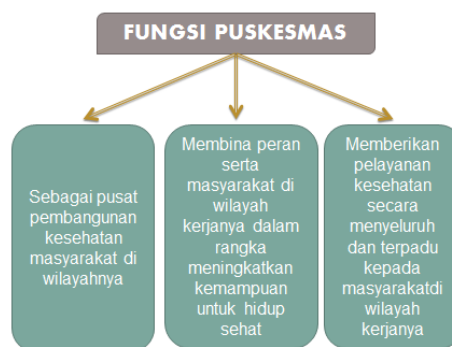 FUNGSI PUSKESMAS
Sebagai pusat
pembangunan
kesehatan
masyarakat di
wilayahnya
Membina peran
serta
masyarakat di
wilayah
kerjanya dalam
rangka
meningkatkan
kemampuan
untuk hidup
sehat
Memberikan
pelayanan
kesehatan
secara
menyeluruh
dan terpadu
kepada
masyarakatdi
wilayah
kerjanya